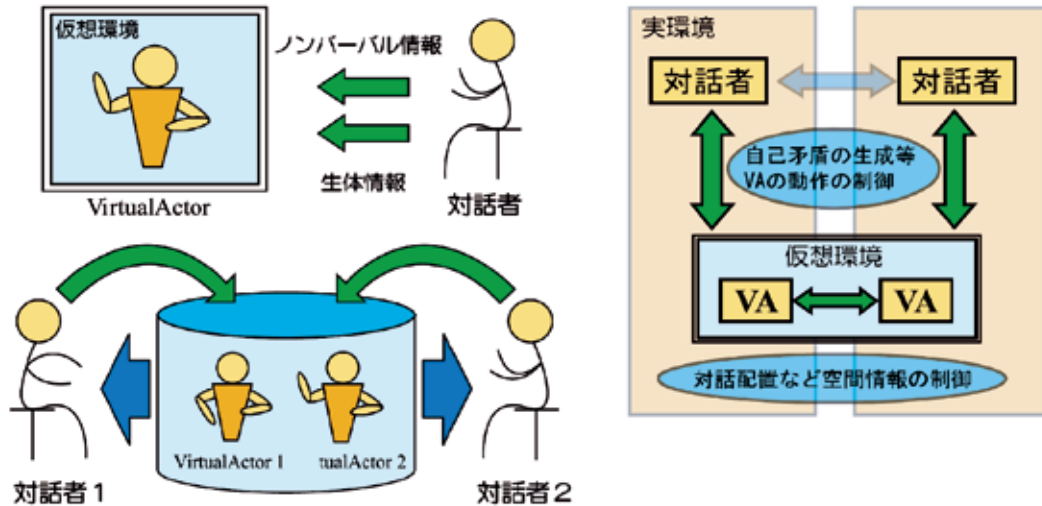 仮想環境
ノンバーバル情報
生体情報
VirtualActor
対話者
VirtualActor 1
tualActor 2
対話者1
対話者2
実環境
対話者
対話者
自己矛盾の生成等
VAの動作の制御
仮想環境
VA
VA
対話配置など空間情報の制御